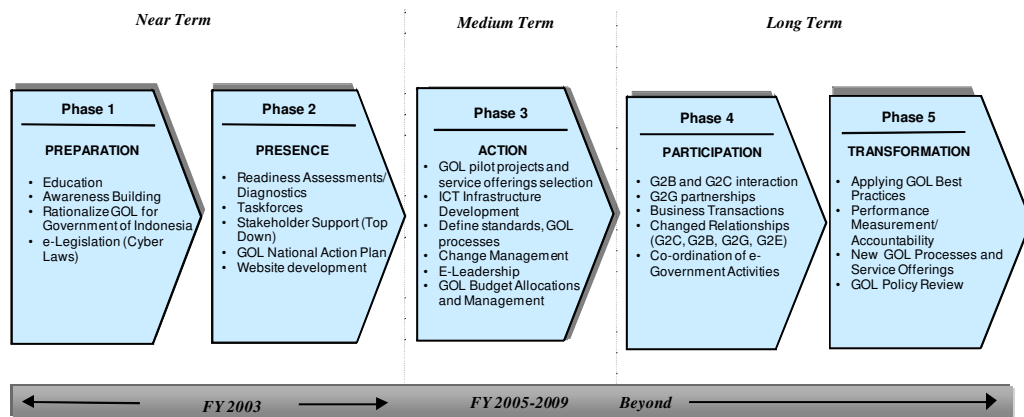 Near Term
Medium Term
Long Term
Phase 1
PREPARATION
• Education
• Awareness Building
• Rationalize GOL for
Government of Indonesia
• e-Legislation (Cyber
Laws)
Phase 2
PRESENCE
• Readiness Assessments/
Diagnostics
• Taskforces
• Stakeholder Support (Top
Down)
• GOL National Action Plan
• Website development
Phase 3
ACTION
• GOL pilot projects and
service offerings selection
• ICT Infrastructure
Development
• Define standards, GOL
processes
• Change Management
• E-Leadership
• GOL Budget Allocations
and Management
Phase 4
PARTICIPATION
• G2B and G2C interaction
• G2G partnerships
• Business Transactions
• Changed Relationships
(G2C, G2B, G2G, G2E)
• Co-ordination of e-
Government Activities
Phase 5
TRANSFORMATION
• Applying GOL Best
Practices
• Performance
Measurement/
Accountability
• New GOL Processes and
Service Offerings
• GOL Policy Review
FY 2003
FY 2005-2009
Beyond